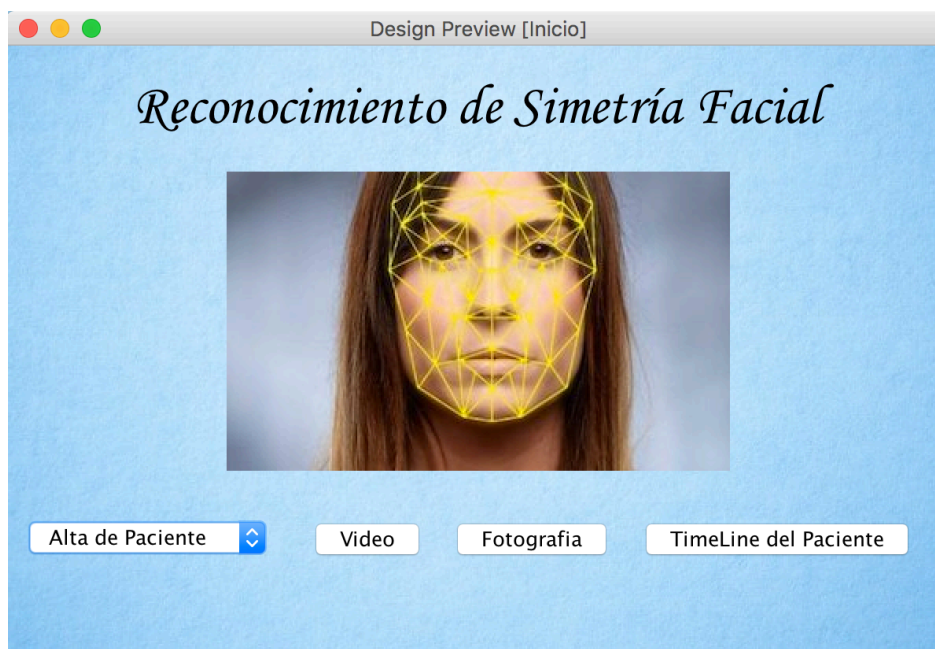 Design Preview [Inicio]
Reconocimiento de Simetría Facial
Alta de Paciente
Video
Fotografia
TimeLine del Paciente